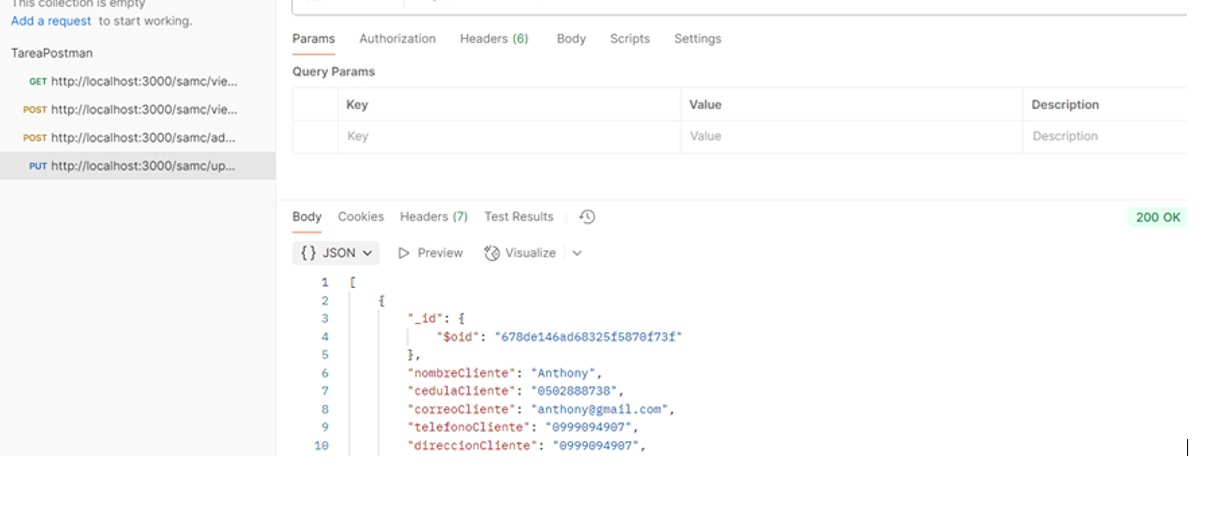 This collection is empty
Add a request to start working.
TareaPostman
GET http://localhost:3000/samc/vie...
POST http://localhost:3000/samc/vie...
POST http://localhost:3000/samc/ad...
PUT http://localhost:3000/samc/up...
Params Authorization Headers (6) Body Scripts Settings
Query Params
Key Value Description
Key Value Description
Body Cookies Headers (7) Test Results 200 OK
{} JSON Preview Visualize
1 [
2 {
3 "_id": {
4 "$oid": "678de146ad68325f5870f73f"
5 },
6 "nombreCliente": "Anthony",
7 "cedulaCliente": "0502888738",
8 "correoCliente": "anthony@gmail.com",
9 "telefonoCliente": "0999094907",
10 "direccionCliente": "0999094907",